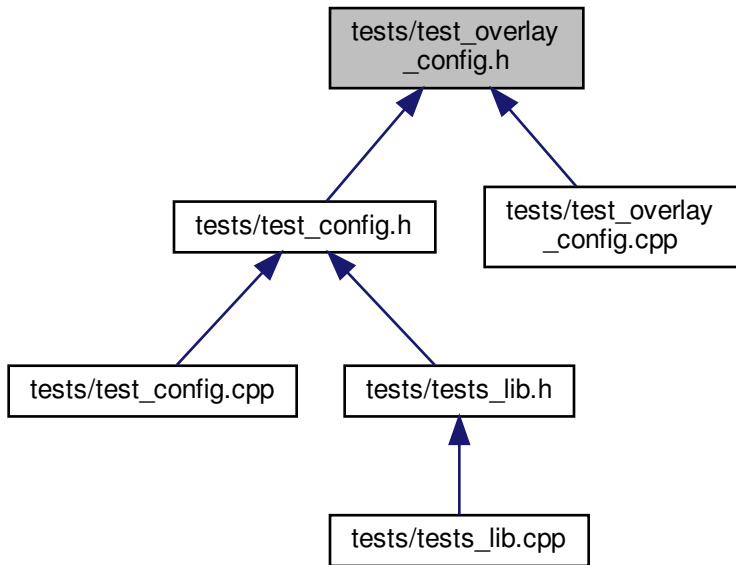 tests/test_overlay
_config.h
tests/test_config.h
tests/test_overlay
_config.cpp
tests/test_config.cpp
tests/tests_lib.h
tests/tests_lib.cpp